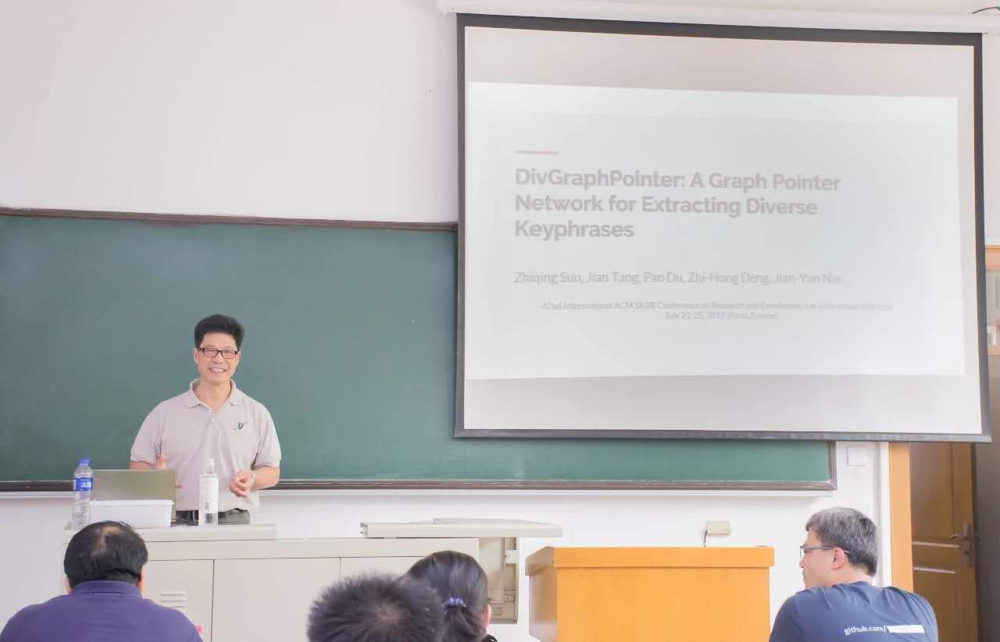 DivGraphPointer: A Graph Pointer
Network for Extracting Diverse
Keyphrases
Zhiqing Sun, Jian Tang, Pan Du, Zhi-Hong Deng, Jian-Yun Nie
42nd International ACM SIGIR Conference on Research and Development in Information Retrieval
July 21-25, 2019 (Paris, France)
github.com/